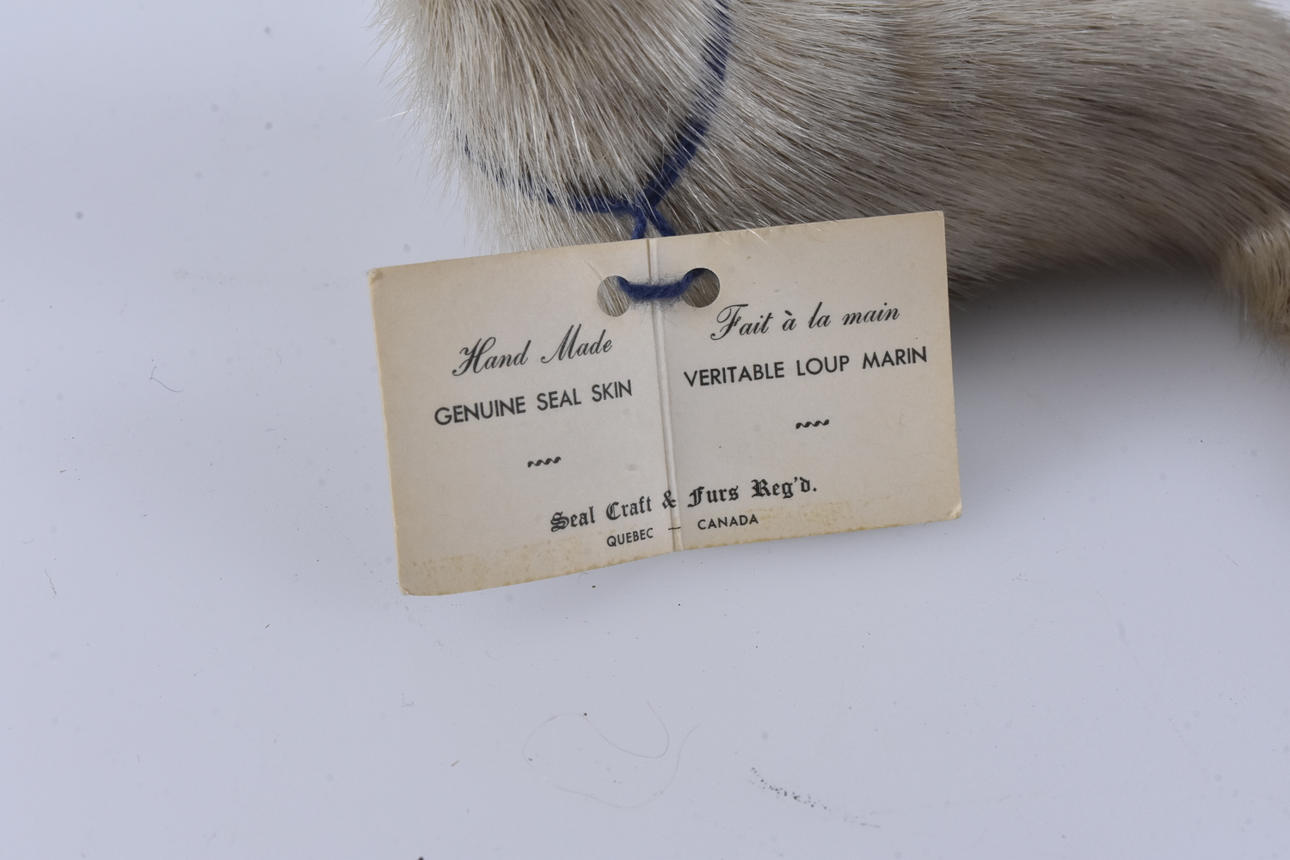 Hand Made
GENUINE SEAL SKIN
Fait à la main
VERITABLE LOUP MARIN
Seal Craft & Furs Reg'd.
QUEBEC — CANADA